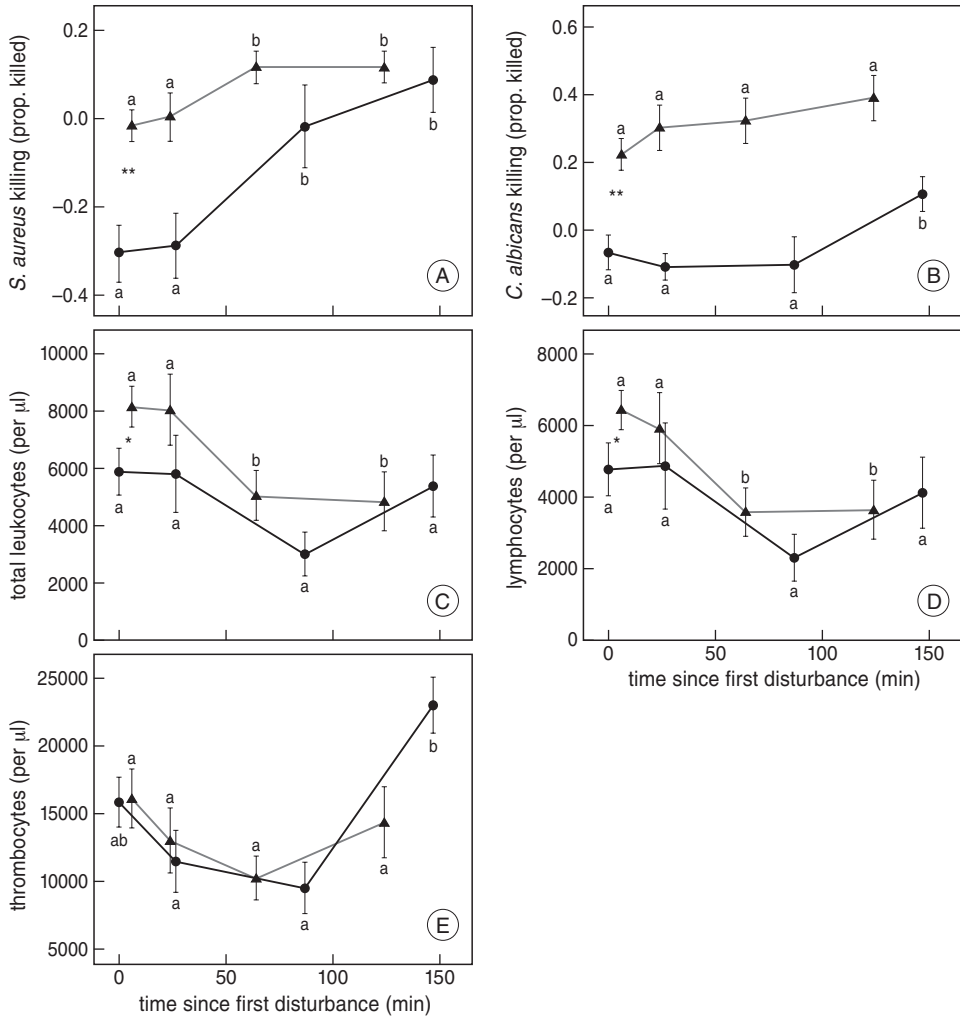 S. aureus killing (prop. killed)
0.2
0.0
−0.2
−0.4
a
a
b
b
**
a
a
b
b
A
C. albicans killing (prop. killed)
0.6
0.4
0.2
0.0
−0.2
a
a
a
a
**
a
a
a
b
B
total leukocytes (per µl)
10000
8000
6000
4000
2000
0
a
a
b
b
*
a
a
a
a
C
lymphocytes (per µl)
8000
6000
4000
2000
0
a
a
b
b
*
a
a
a
a
D
0 50 100 150
time since first disturbance (min)
thrombocytes (per µl)
25000
20000
15000
10000
5000
a
a
a
a
ab
a
a
b
E
0 50 100 150
time since first disturbance (min)